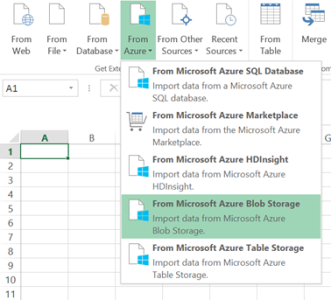 From Web
From File
From Database
From Azure
From Other Sources
Recent Sources
From Table
Merge
Get Exter
A1
A
B
G
1
From Microsoft Azure SQL Database
Import data from a Microsoft Azure
SQL database.
2
From Microsoft Azure Marketplace
Import data from the Microsoft Azure
Marketplace.
3
From Microsoft Azure HDInsight
Import data from Microsoft Azure
HDInsight.
4
5
6
From Microsoft Azure Blob Storage
Import data from Microsoft Azure
Blob Storage.
7
8
From Microsoft Azure Table Storage
Import data from Microsoft Azure
Table Storage.
9
10
11